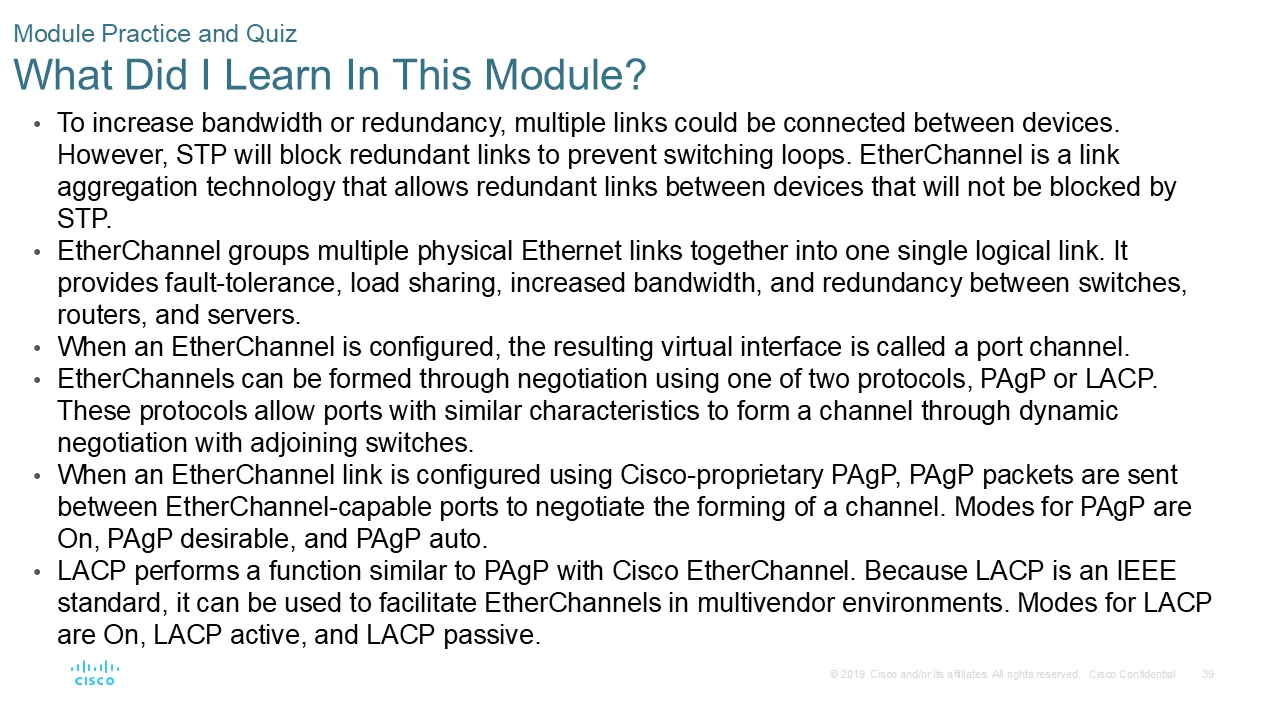 Module Practice and Quiz
What Did I Learn In This Module?
• To increase bandwidth or redundancy, multiple links could be connected between devices.
However, STP will block redundant links to prevent switching loops. EtherChannel is a link
aggregation technology that allows redundant links between devices that will not be blocked by
STP.
• EtherChannel groups multiple physical Ethernet links together into one single logical link. It
provides fault-tolerance, load sharing, increased bandwidth, and redundancy between switches,
routers, and servers.
• When an EtherChannel is configured, the resulting virtual interface is called a port channel.
• EtherChannels can be formed through negotiation using one of two protocols, PAgP or LACP.
These protocols allow ports with similar characteristics to form a channel through dynamic
negotiation with adjoining switches.
• When an EtherChannel link is configured using Cisco-proprietary PAgP, PAgP packets are sent
between EtherChannel-capable ports to negotiate the forming of a channel. Modes for PAgP are
On, PAgP desirable, and PAgP auto.
• LACP performs a function similar to PAgP with Cisco EtherChannel. Because LACP is an IEEE
standard, it can be used to facilitate EtherChannels in multivendor environments. Modes for LACP
are On, LACP active, and LACP passive.
CISCO
© 2019 Cisco and/or its affiliates. All rights reserved. Cisco Confidential 39